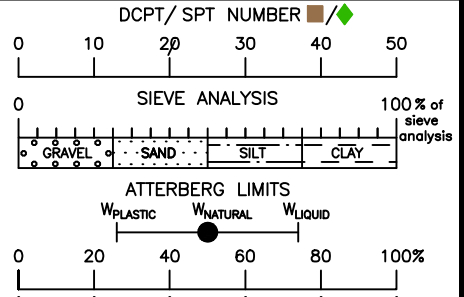 DCPT/ SPT NUMBER /
0 10 20 30 40 50
SIEVE ANALYSIS
0 100% of sieve analysis
GRAVEL SAND SILT CLAY
ATTERBERG LIMITS
WPLASTIC WNATURAL WLIQUID
0 20 40 60 80 100%